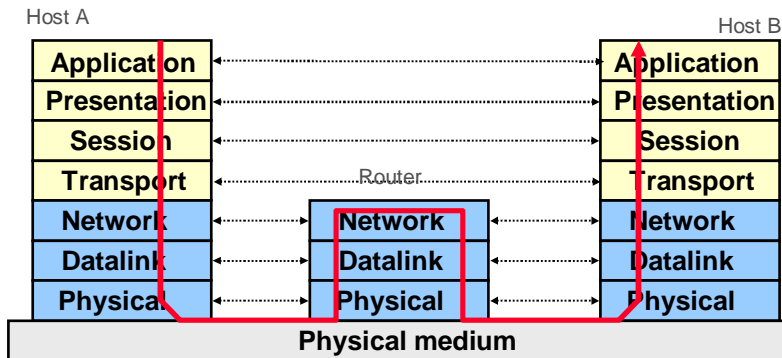 Host A
Host B
Application
Application
Presentation
Presentation
Session
Session
Transport
Router
Transport
Network
Network
Network
Datalink
Datalink
Datalink
Physical
Physical
Physical
Physical medium